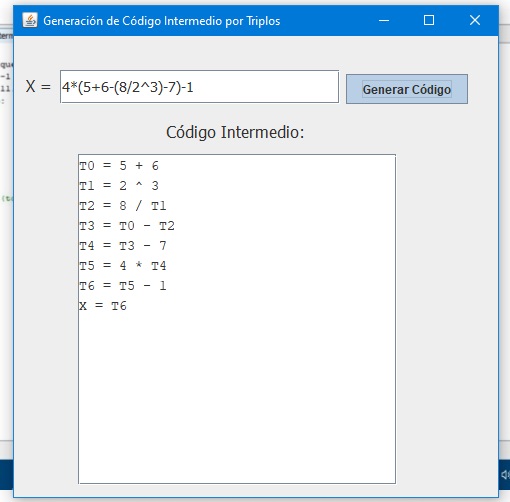 Generación de Código Intermedio por Triplos
X = 4*(5+6-(8/2^3)-7)-1 Generar Código
Código Intermedio:
T0 = 5 + 6
T1 = 2 ^ 3
T2 = 8 / T1
T3 = T0 - T2
T4 = T3 - 7
T5 = 4 * T4
T6 = T5 - 1
X = T6